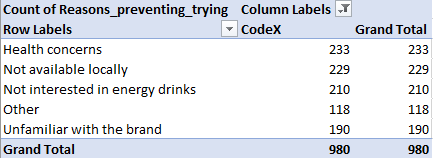 Count of Reasons_preventing_trying Column Labels
Row Labels CodeX Grand Total
Health concerns 233 233
Not available locally 229 229
Not interested in energy drinks 210 210
Other 118 118
Unfamiliar with the brand 190 190
Grand Total 980 980